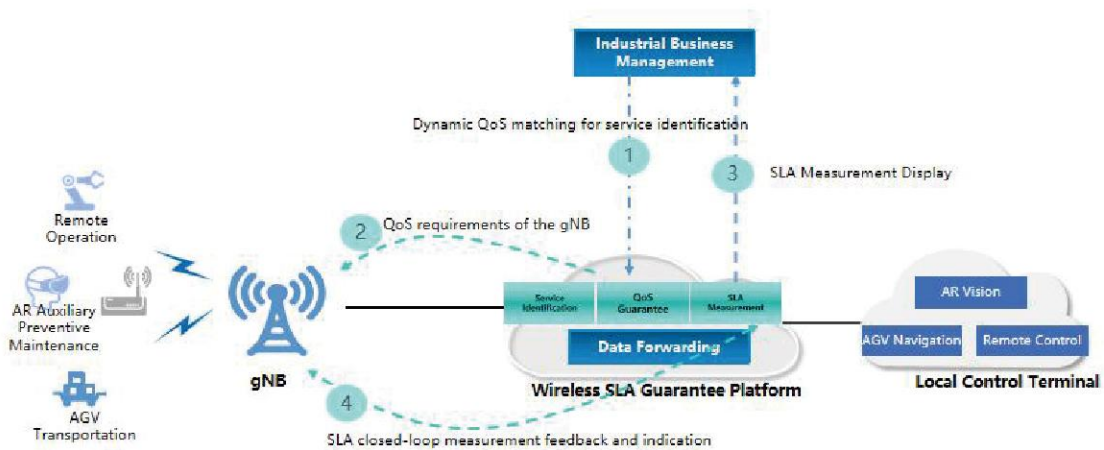 Industrial Business
Management
Dynamic QoS matching for service identification
1
3
SLA Measurement Display
Remote
Operation
2
QoS requirements of the gNB
AR Auxiliary
Preventive
Maintenance
Service
Identification
QoS
Guarantee
SLA
Measurement
AR Vision
Data Forwarding
AGV Navigation
Remote Control
gNB
Wireless SLA Guarantee Platform
Local Control Terminal
4
AGV
Transportation
SLA closed-loop measurement feedback and indication